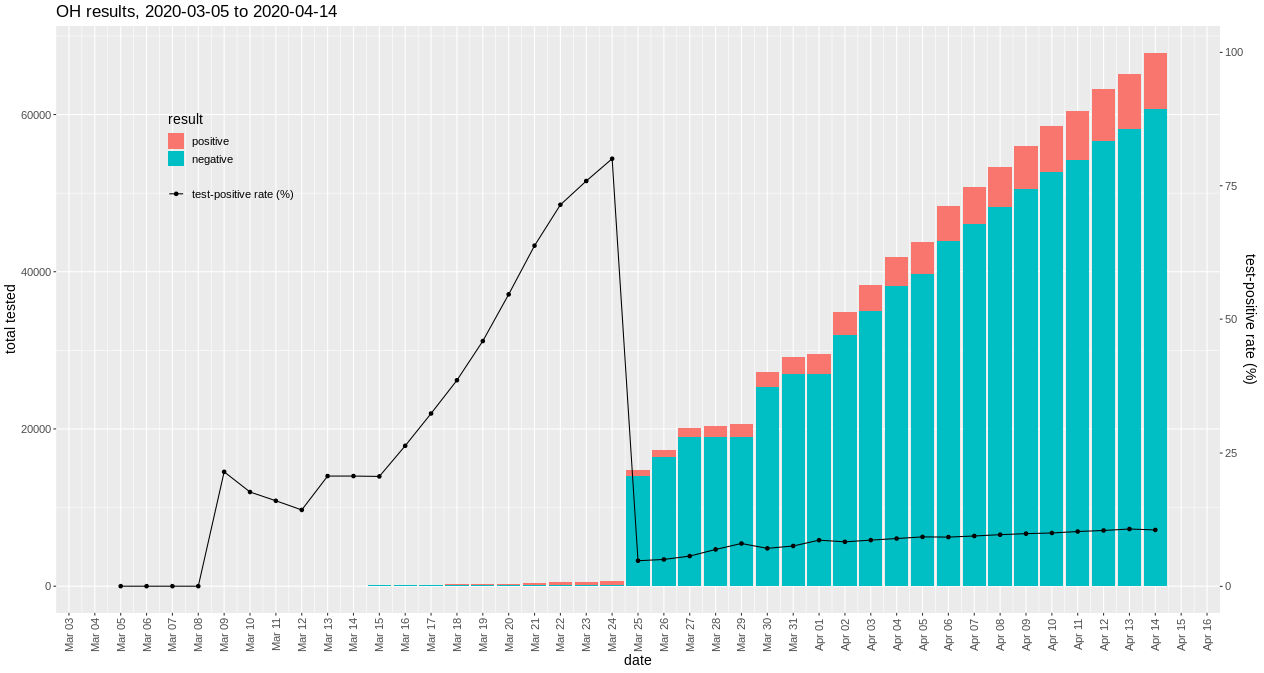 OH results, 2020-03-05 to 2020-04-14
result
positive
negative
test-positive rate (%)
total tested
60000
40000
20000
0
100
75
50
25
0
test-positive rate (%)
Mar 03
Mar 04
Mar 05
Mar 06
Mar 07
Mar 08
Mar 09
Mar 10
Mar 11
Mar 12
Mar 13
Mar 14
Mar 15
Mar 16
Mar 17
Mar 18
Mar 19
Mar 20
Mar 21
Mar 22
Mar 23
Mar 24
Mar 25
Mar 26
Mar 27
Mar 28
Mar 29
Mar 30
Mar 31
Apr 01
Apr 02
Apr 03
Apr 04
Apr 05
Apr 06
Apr 07
Apr 08
Apr 09
Apr 10
Apr 11
Apr 12
Apr 13
Apr 14
Apr 15
Apr 16
date